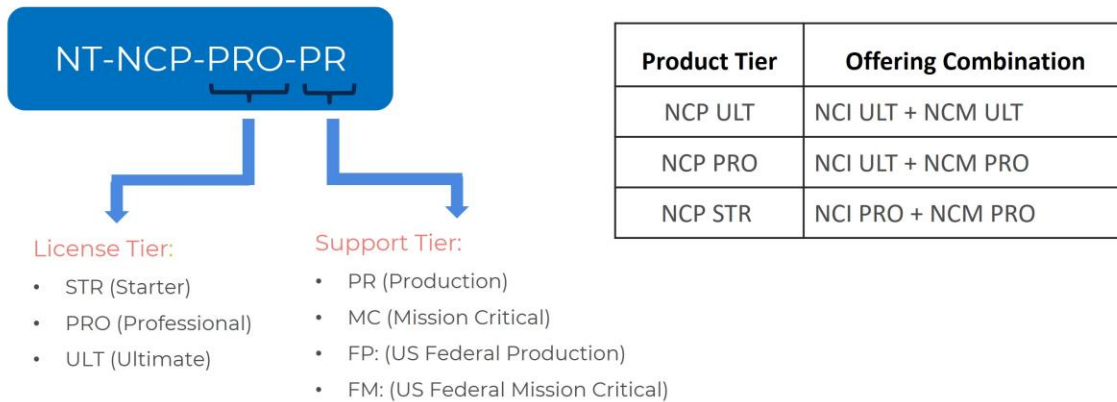 NT-NCP-PRO-PR
License Tier:
• STR (Starter)
• PRO (Professional)
• ULT (Ultimate)
Support Tier:
• PR (Production)
• MC (Mission Critical)
• FP: (US Federal Production)
• FM: (US Federal Mission Critical)
Product Tier Offering Combination
NCP ULT NCI ULT + NCM ULT
NCP PRO NCI ULT + NCM PRO
NCP STR NCI PRO + NCM PRO